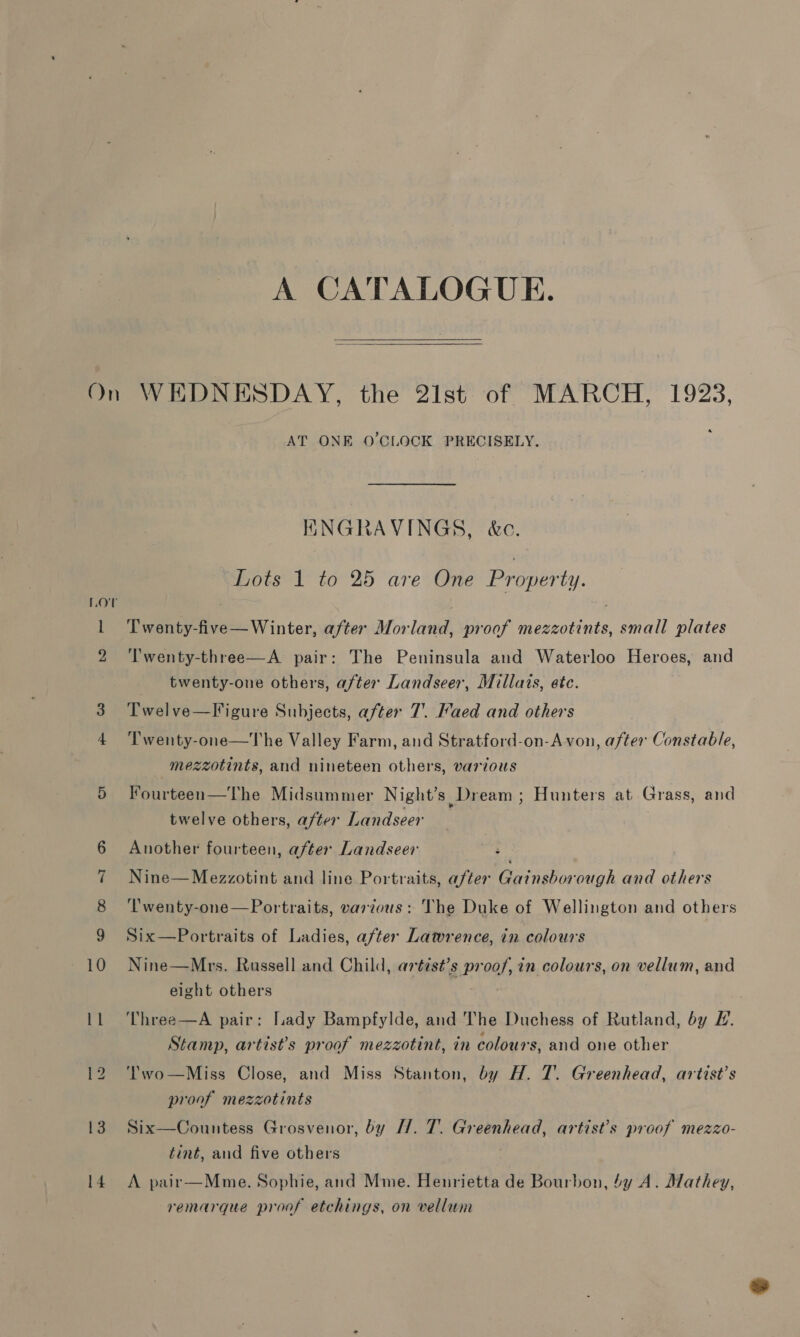 A CATALOGUE.
On WEDNESDAY, the 21st of MARCH, 1923,
AT ONE O'CLOCK PRECISELY.
ENGRAVINGS, &c.
Lots 1 to 25 are One Property.
LOT
1 Twenty-five—Winter, after Morland, proof mezzotints, small plates
2 Twenty-three—A pair: The Peninsula and Waterloo Heroes, and
twenty-one others, after Landseer, Millais, etc.
3 Twelve—Figure Subjects, after T. Faed and others
4 Twenty-one—The Valley Farm, and Stratford-on-Avon, after Constable,
mezzotints, and nineteen others, various
5 Fourteen—The Midsummer Night's Dream; Hunters at Grass, and
twelve others, after Landseer
6 Another fourteen, after Landseer
7 Nine—Mezzotint and line Portraits, after Gainsborough and others
8 Twenty-one—Portraits, various: The Duke of Wellington and others
9 Six—Portraits of Ladies, after Lawrence, in colours
10 Nine—Mrs. Russell and Child, artist's proof, in colours, on vellum, and
eight others
11 Three—A pair: Lady Bampfylde, and The Duchess of Rutland, by E.
Stamp, artist's proof mezzotint, in colours, and one other
12 Two—Miss Close, and Miss Stanton, by H. T. Greenhead, artist's
proof mezzotints
13 Six—Countess Grosvenor, by H. T. Greenhead, artist's proof mezzo-
tint, and five others
14 A pair—Mme. Sophie, and Mme. Henrietta de Bourbon, by A. Mathey,
remarque proof etchings, on vellum